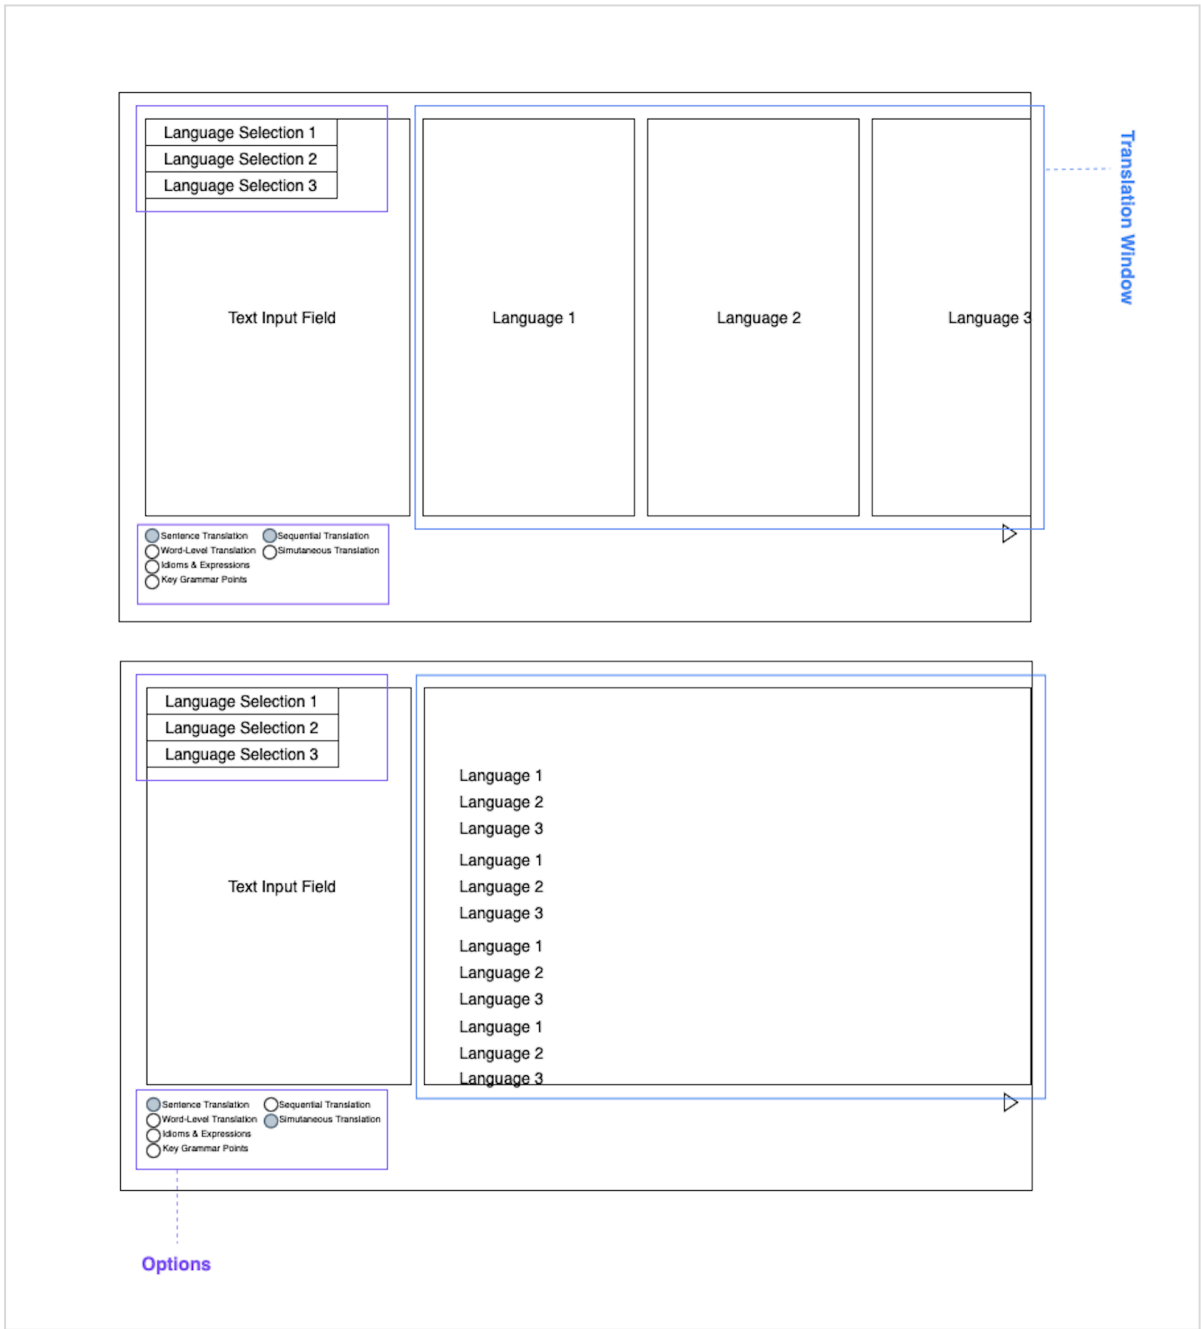 Language Selection 1
Language Selection 2
Language Selection 3
Text Input Field
Language 1
Language 2
Language 3
Translation Window
Sentence Translation
Word-Level Translation
Idioms & Expressions
Key Grammar Points
Sequential Translation
Simutaneous Translation
Language Selection 1
Language Selection 2
Language Selection 3
Text Input Field
Language 1
Language 2
Language 3
Language 1
Language 2
Language 3
Language 1
Language 2
Language 3
Language 1
Language 2
Language 3
Sentence Translation
Word-Level Translation
Idioms & Expressions
Key Grammar Points
Sequential Translation
Simutaneous Translation
Options